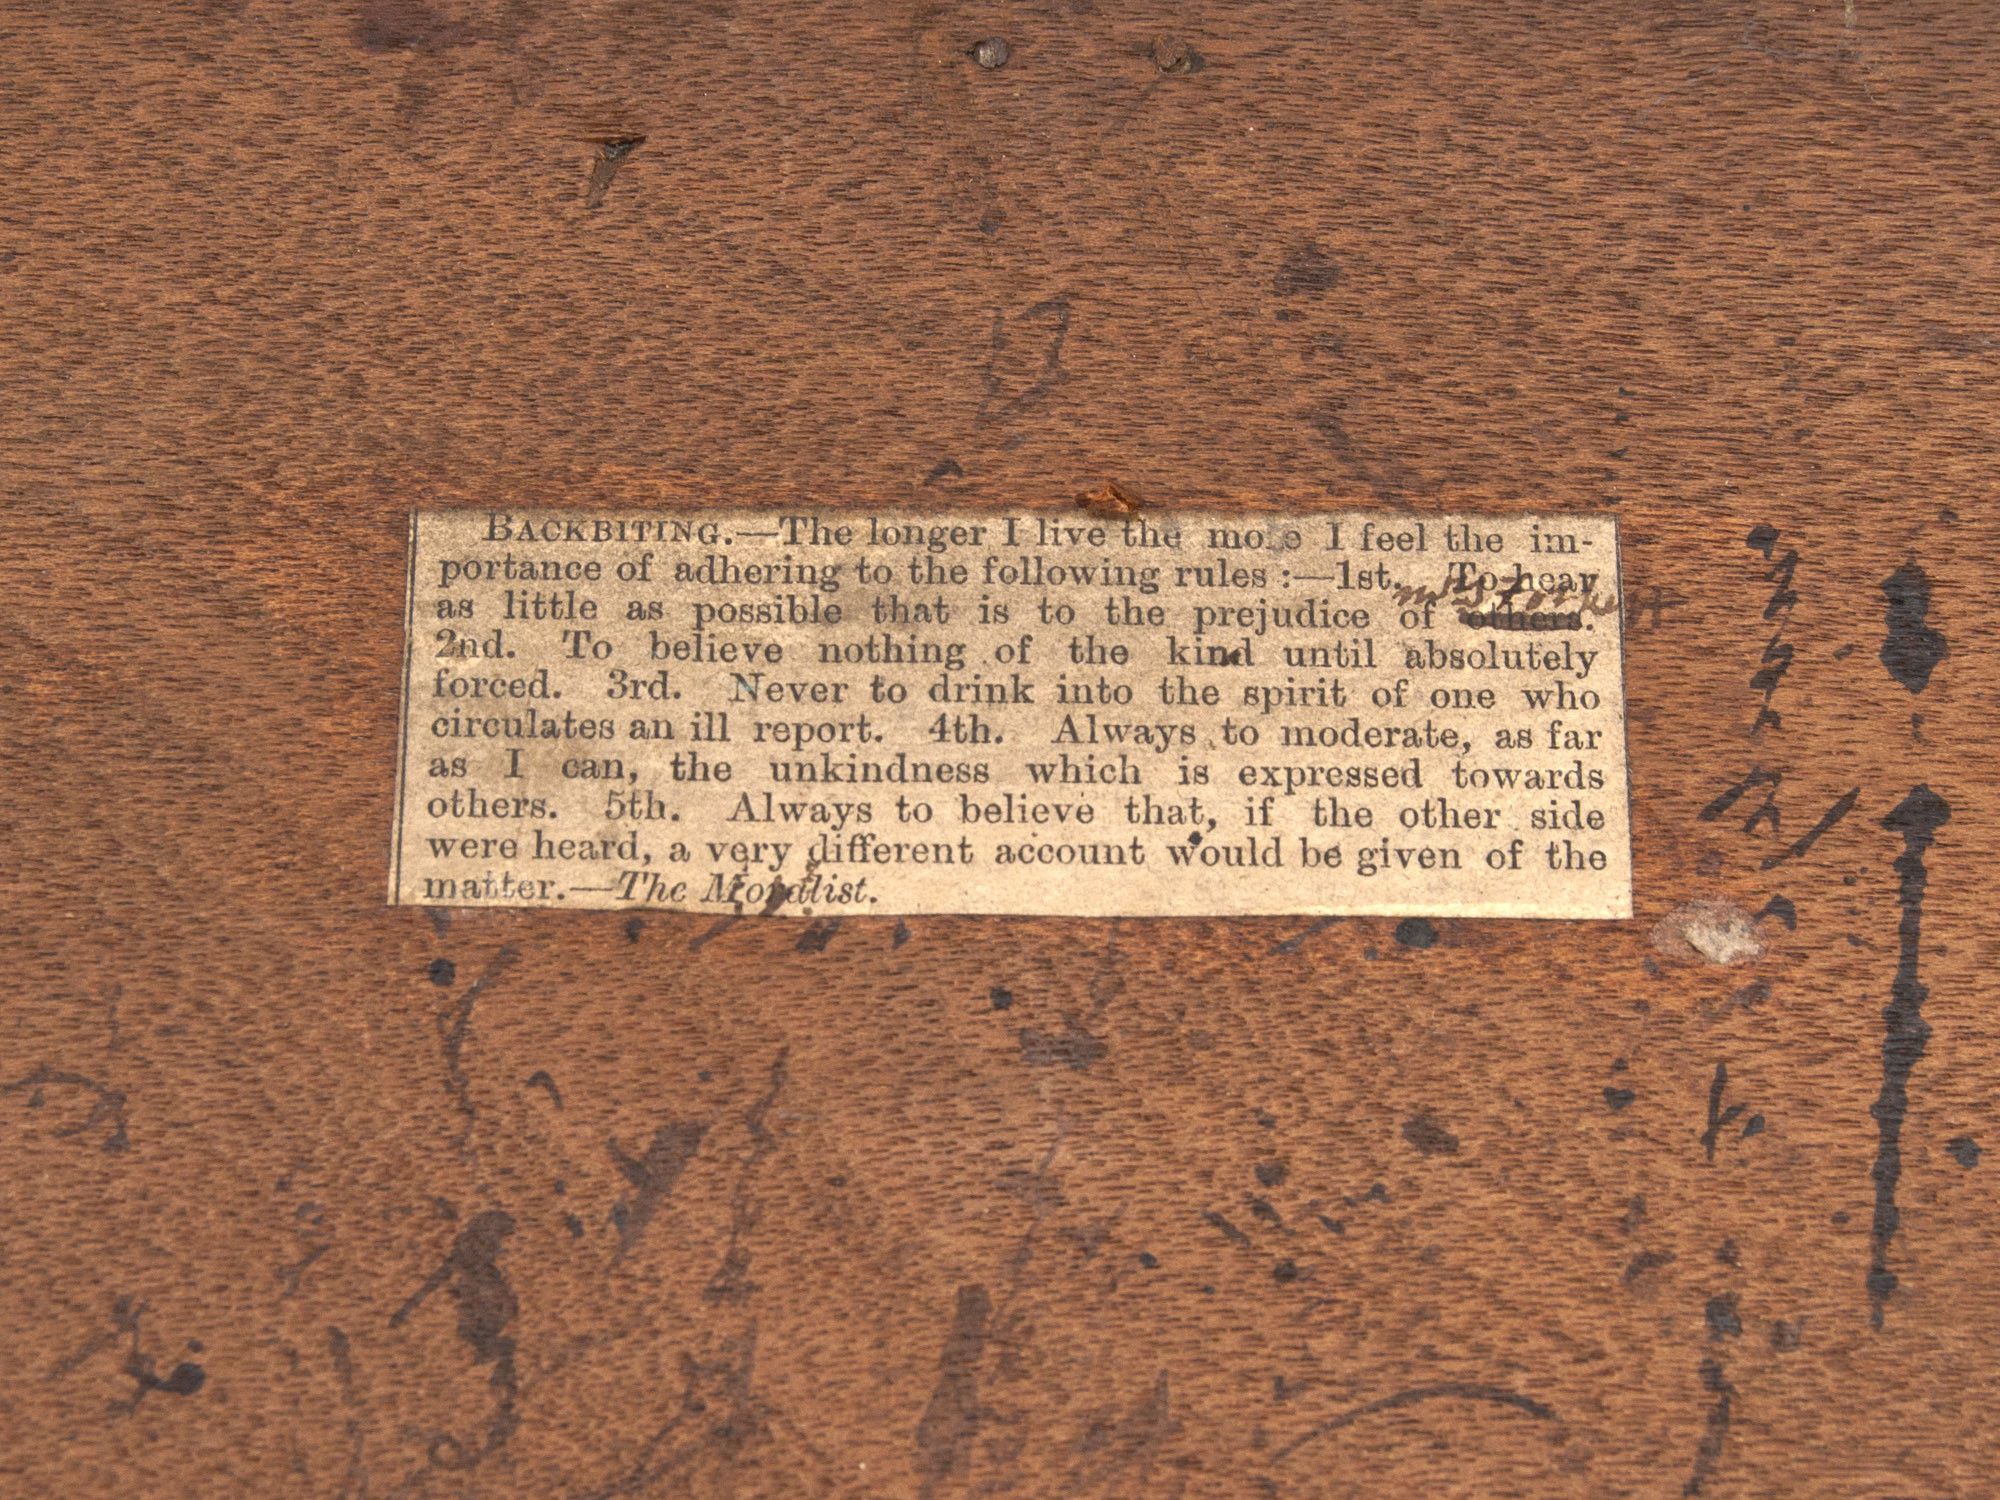 BACKBITING.—The longer I live the more I feel the im-
portance of adhering to the following rules:—1st. To hear
as little as possible that is to the prejudice of others.
2nd. To believe nothing of the kind until absolutely
forced. 3rd. Never to drink into the spirit of one who
circulates an ill report. 4th. Always to moderate, as far
as I can, the unkindness which is expressed towards
others. 5th. Always to believe that, if the other side
were heard, a very different account would be given of the
matter.—The Moralist.